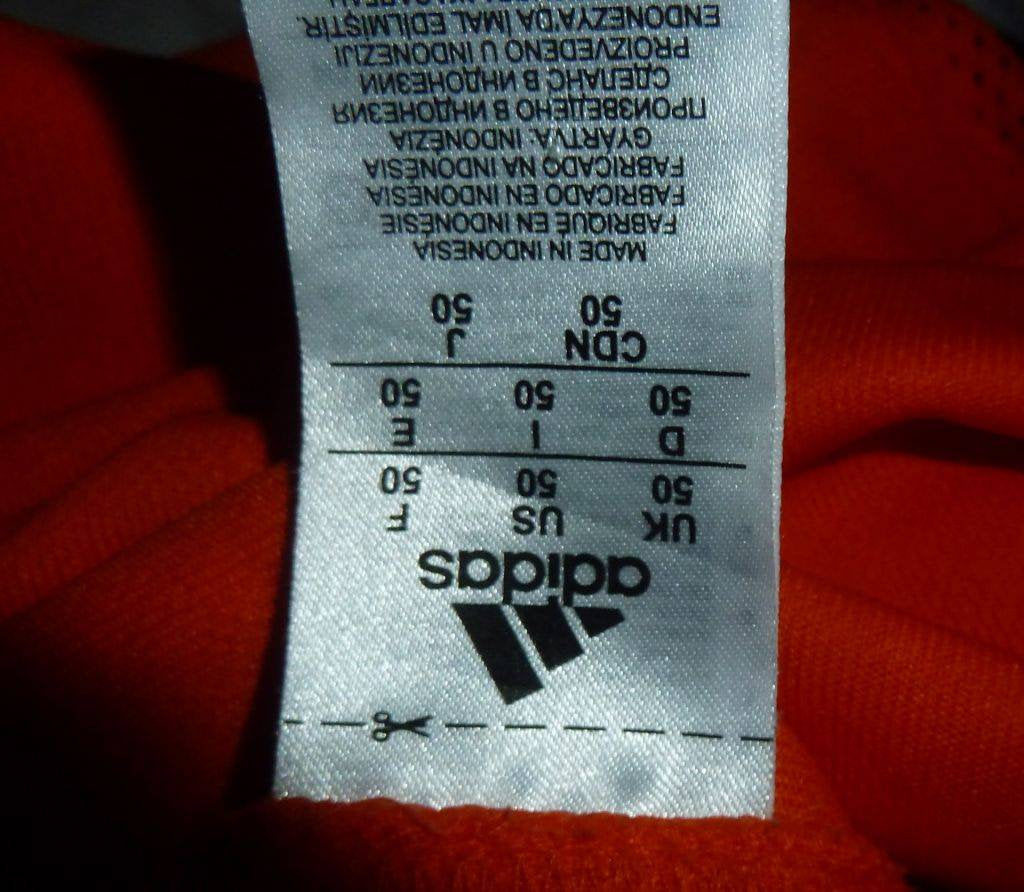 adidas
UK US F
50 50 50
D I E
50 50 50
CDN J
50 50
MADE IN INDONESIA
FABRIQUÉ EN INDONÉSIE
FABRICADO EN INDONESIA
FABRICADO NA INDONÉSIA
GYÁRTVA: INDONÉZIA
ПРОИЗВЕДЕНО В ИНДОНЕЗИЯ
СДЕЛАНО В ИНДОНЕЗИИ
PROIZVEDENO U INDONEZIJI
ENDONEZYA'DA İMAL EDİLMİŞTİR.